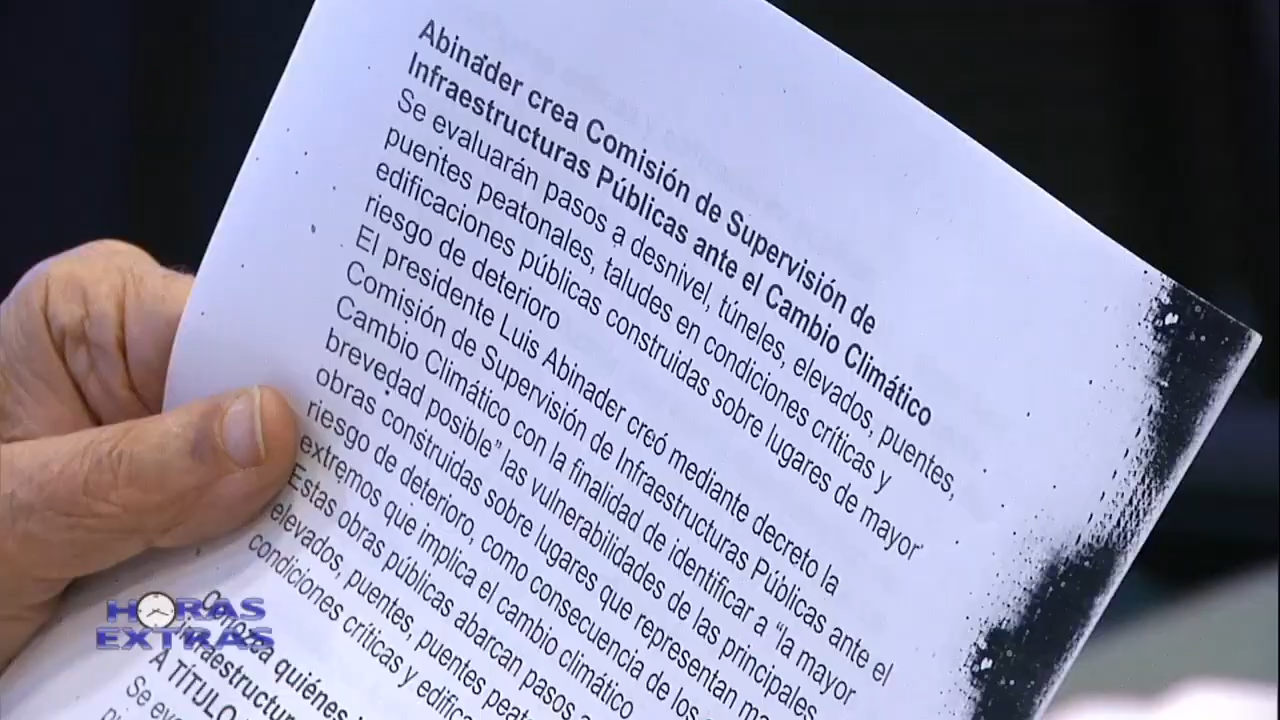 Abinader crea Comisión de Supervisión de
Infraestructuras Públicas ante el Cambio Climático
Se evaluarán pasos a desnivel, túneles, elevados, puentes,
puentes peatonales, taludes en condiciones críticas y
edificaciones públicas construidas sobre lugares de mayor
riesgo de deterioro
El presidente Luis Abinader creó mediante decreto la
Comisión de Supervisión de Infraestructuras Públicas ante el
Cambio Climático con la finalidad de identificar a “la mayor
brevedad posible” las vulnerabilidades de las principales
obras construidas sobre lugares que representan
riesgo de deterioro, como consecuencia de los
extremos que implica el cambio climático
Estas obras públicas abarcan pasos a
elevados, puentes, puentes
condiciones críticas y
Conozca quiénes
A TÍTULO
Se
HORAS
EXTRAS